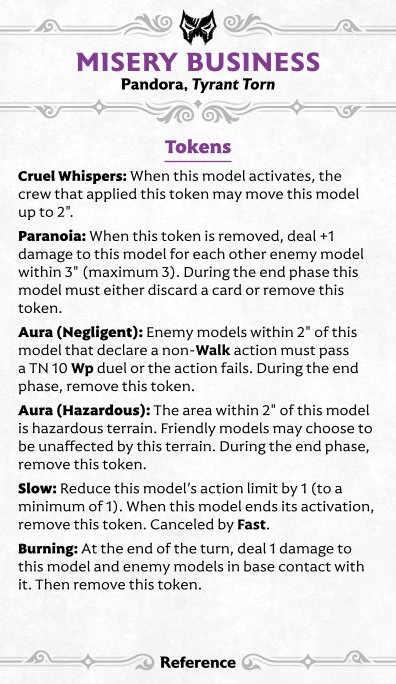 MISERY BUSINESS
Pandora, Tyrant Torn
Tokens
Cruel Whispers: When this model activates, the
crew that applied this token may move this model
up to 2".
Paranoia: When this token is removed, deal +1
damage to this model for each other enemy model
within 3" (maximum 3). During the end phase this
model must either discard a card or remove this
token.
Aura (Negligent): Enemy models within 2" of this
model that declare a non-Walk action must pass
a TN 10 Wp duel or the action fails. During the end
phase, remove this token.
Aura (Hazardous): The area within 2" of this model
is hazardous terrain. Friendly models may choose to
be unaffected by this terrain. During the end phase,
remove this token.
Slow: Reduce this model's action limit by 1 (to a
minimum of 1). When this model ends its activation,
remove this token. Canceled by Fast.
Burning: At the end of the turn, deal 1 damage to
this model and enemy models in base contact with
it. Then remove this token.
Reference